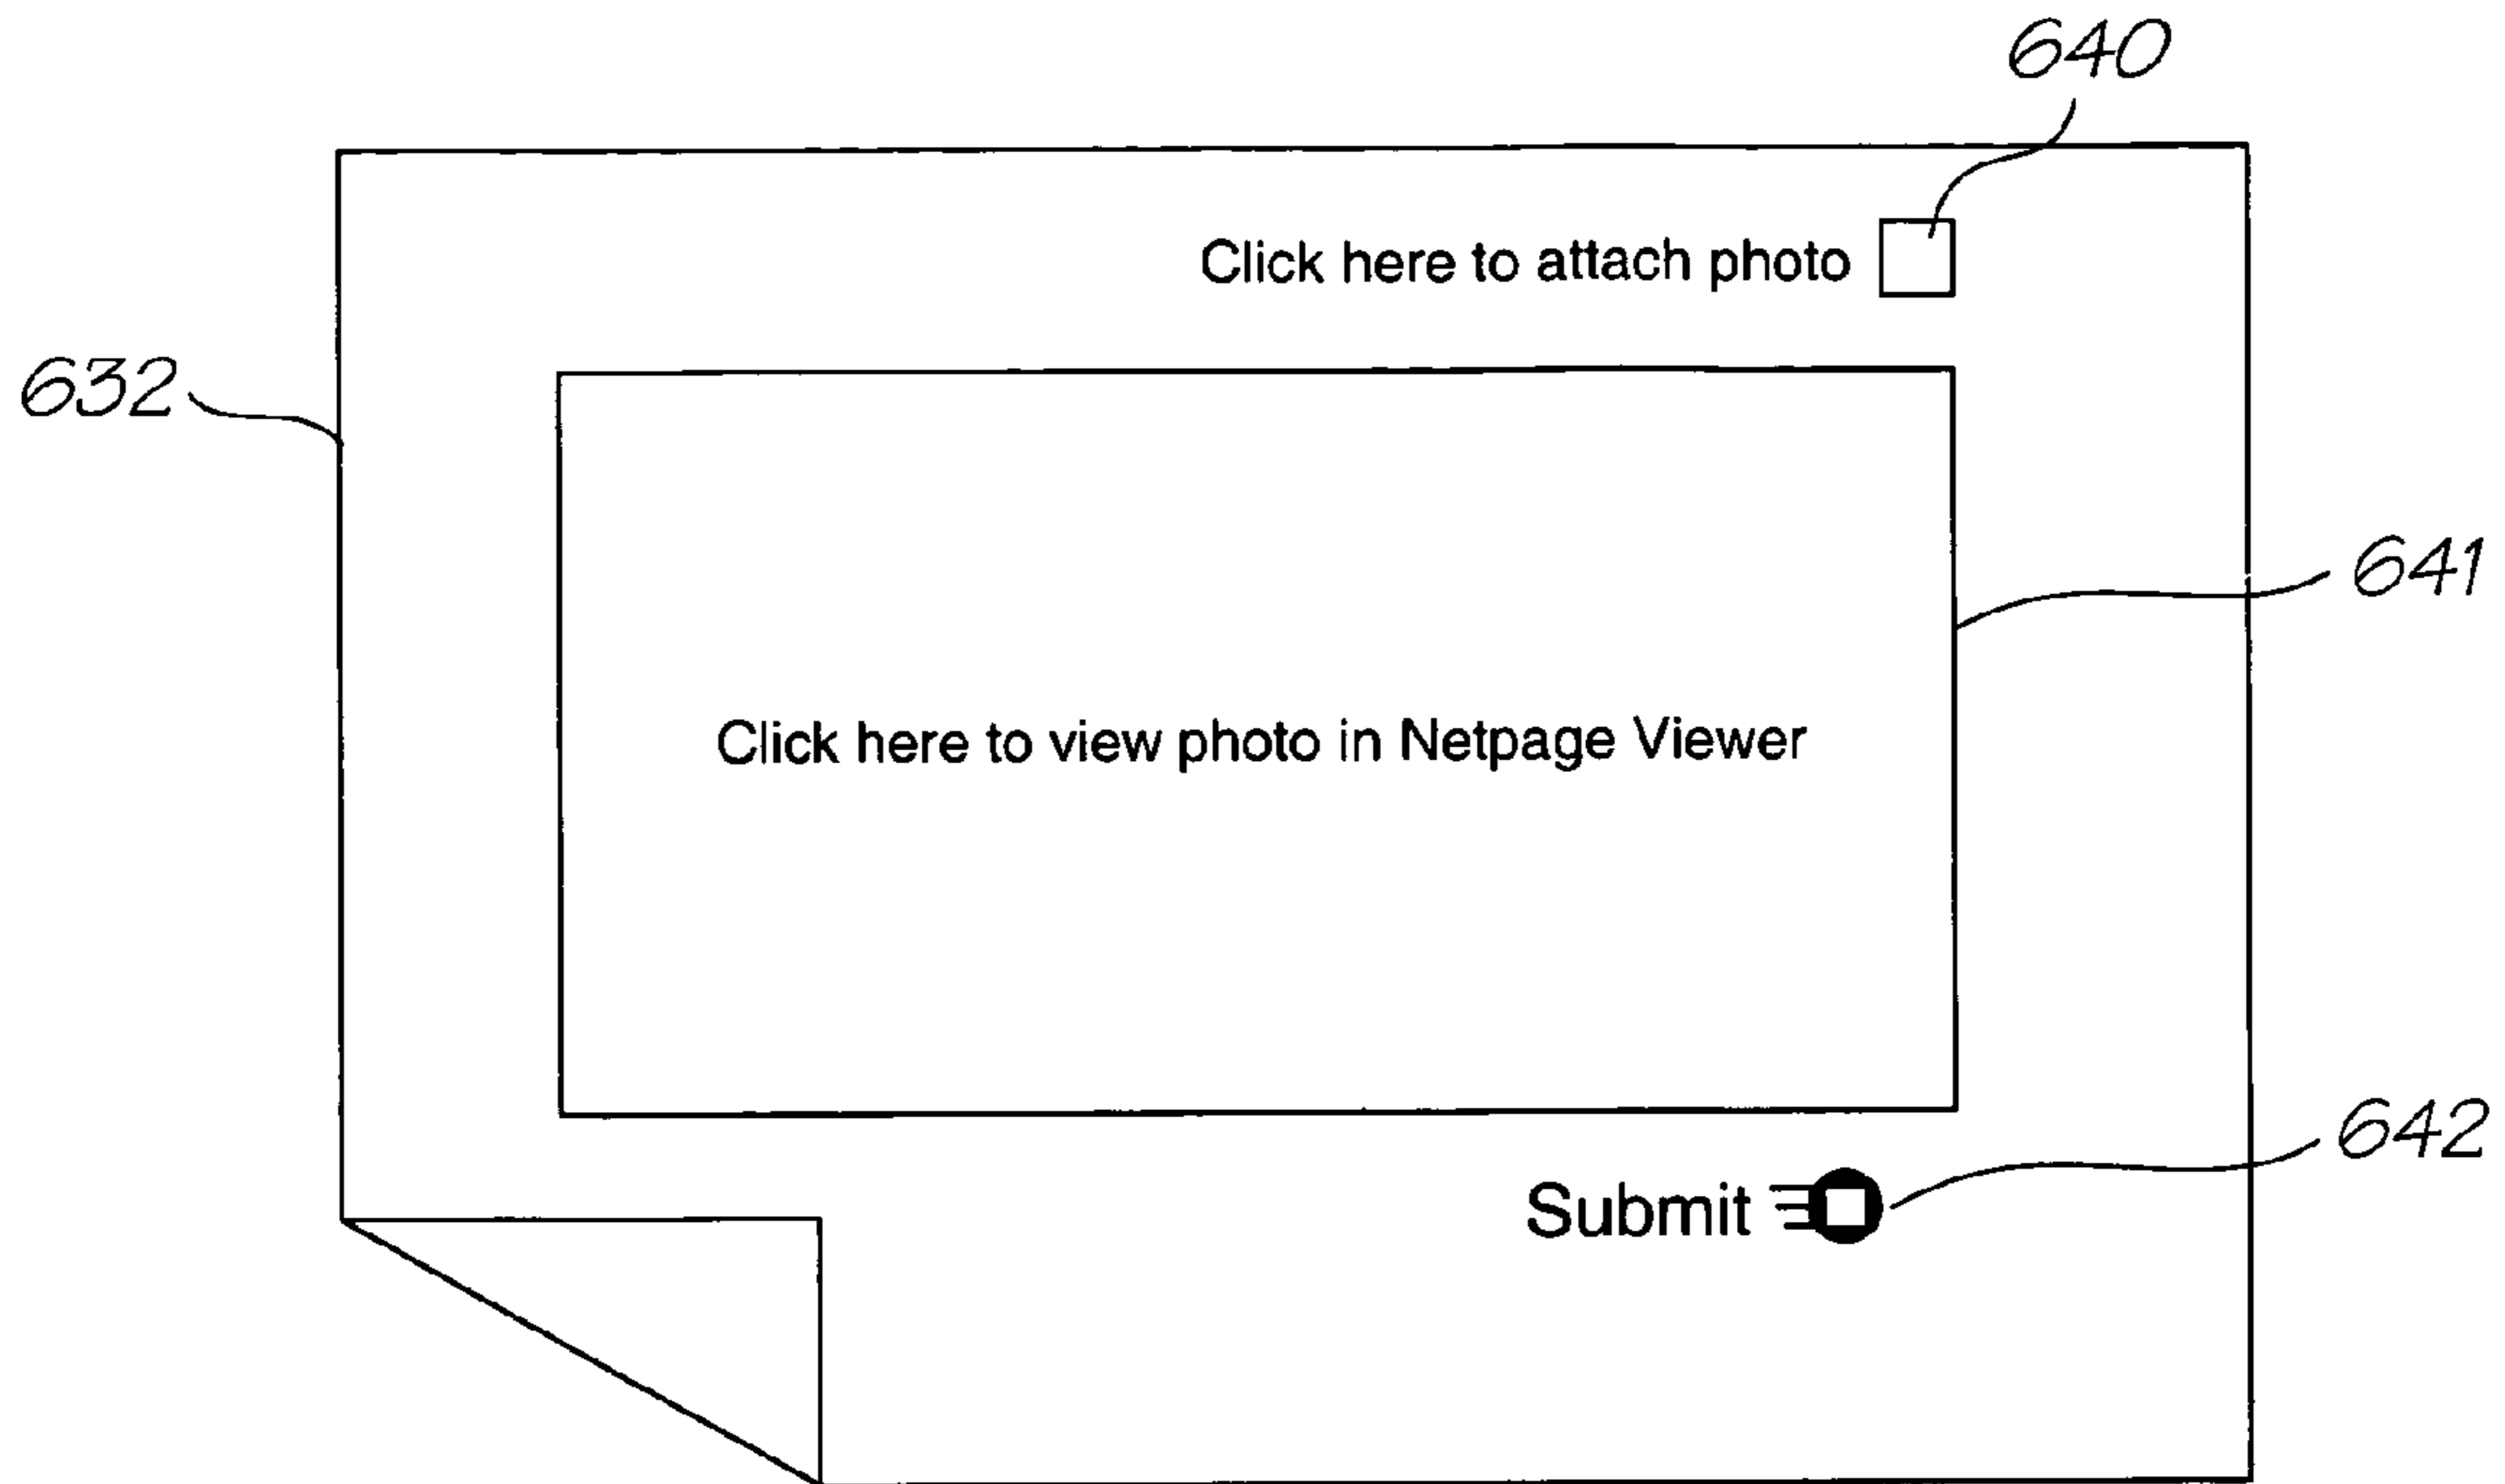 640
Click here to attach photo
632
641
Click here to view photo in Netpage Viewer
642
Submit